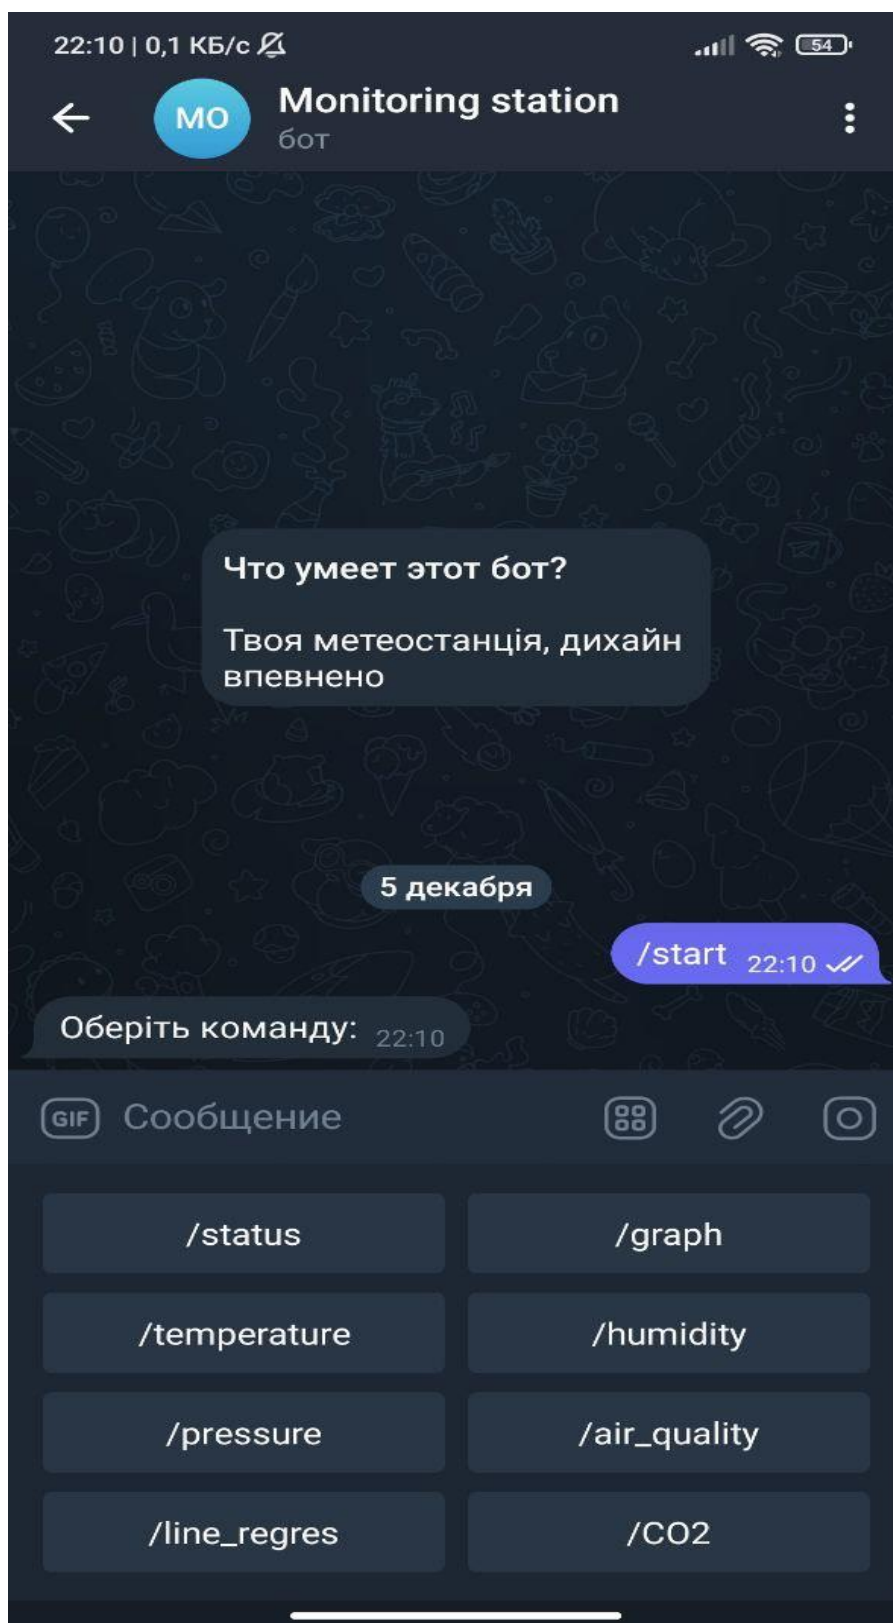 22:10 | 0,1 КБ/с 54
МО Monitoring station
бот
Что умеет этот бот?
Твоя метеостанція, дихайн
впевнено
5 декабря
/start 22:10
Оберіть команду: 22:10
GIF Сообщение
/status /graph
/temperature /humidity
/pressure /air_quality
/line_regres /CO2